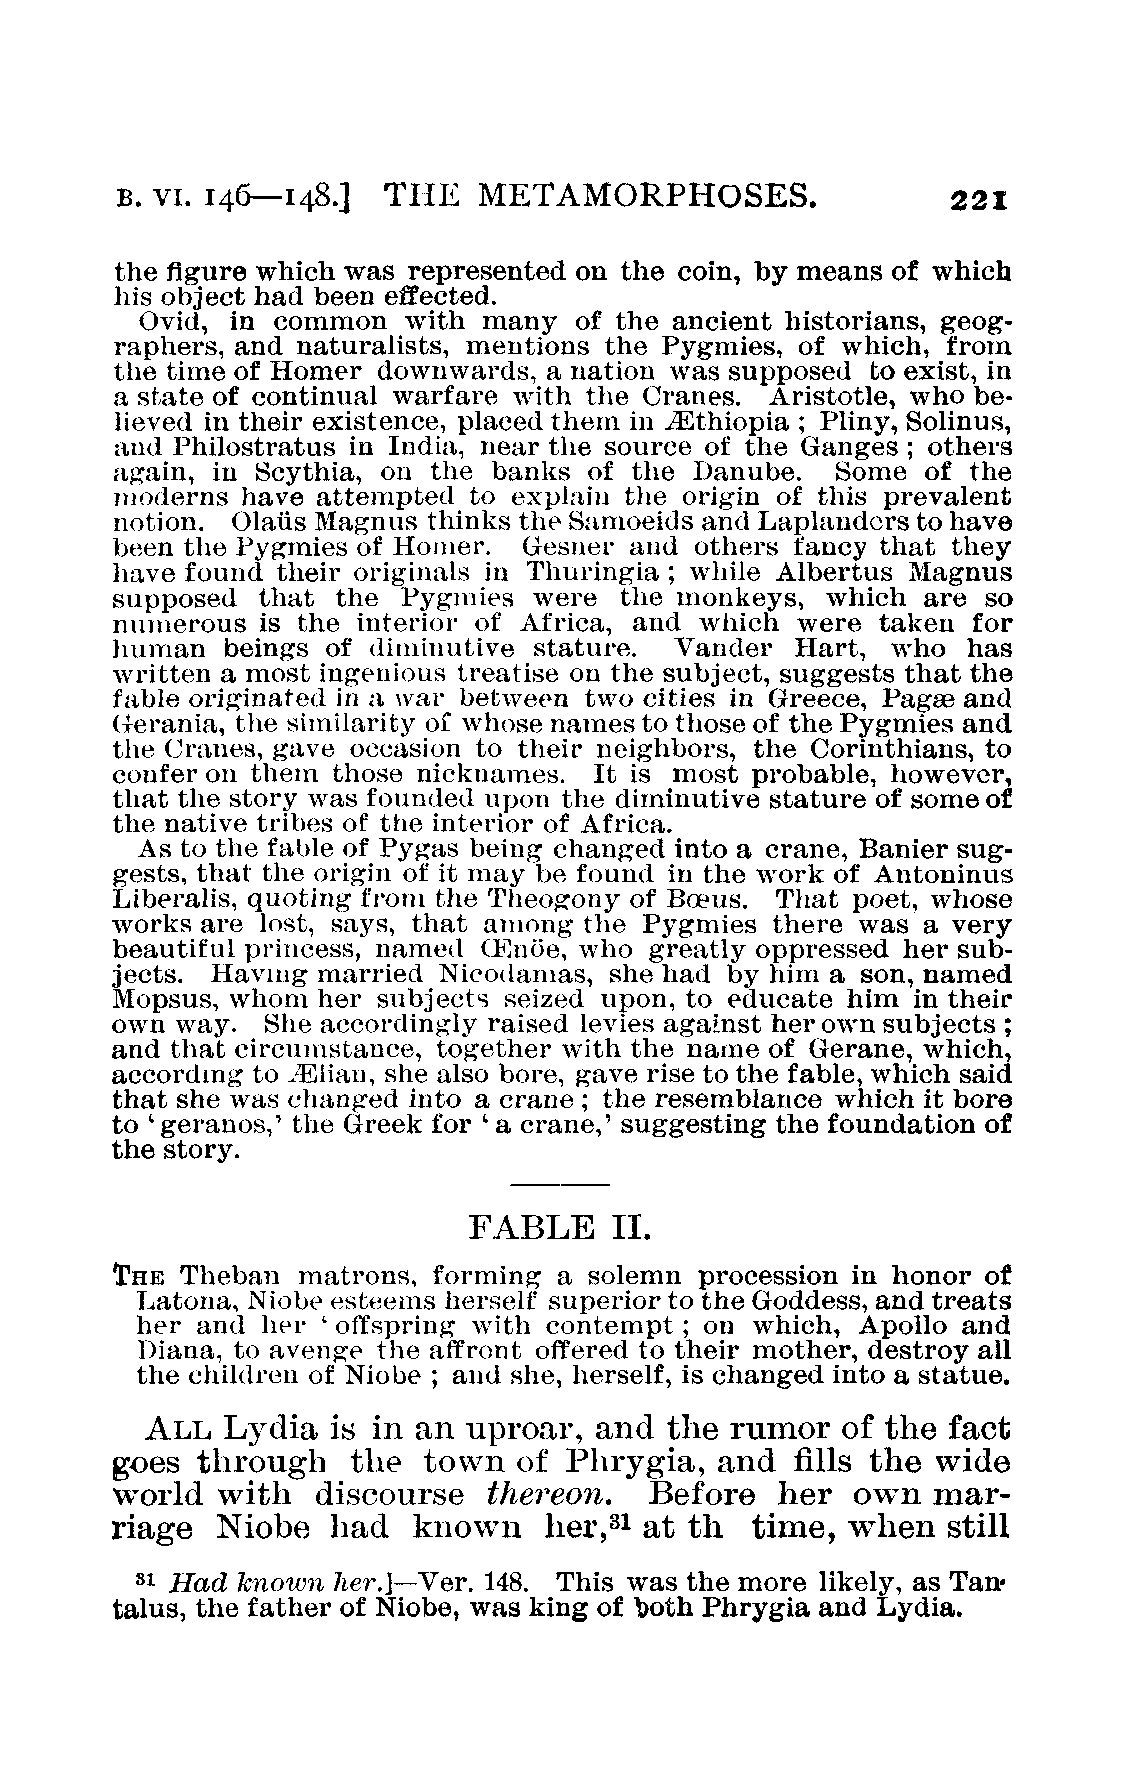 B. VI. 146—148.] THE METAMORPHOSES. 221
the figure which was represented on the coin, by means of which
his object had been effected.
Ovid, in common with many of the ancient historians, geog-
raphers, and naturalists, mentions the Pygmies, of which, from
the time of Homer downwards, a nation was supposed to exist, in
a state of continual warfare with the Cranes. Aristotle, who be-
lieved in their existence, placed them in Æthiopia ; Pliny, Solinus,
and Philostratus in India, near the source of the Ganges ; others
again, in Scythia, on the banks of the Danube. Some of the
moderns have attempted to explain the origin of this prevalent
notion. Olaüs Magnus thinks the Samoeids and Laplanders to have
been the Pygmies of Homer. Gesner and others fancy that they
have found their originals in Thuringia ; while Albertus Magnus
supposed that the Pygmies were the monkeys, which are so
numerous is the interior of Africa, and which were taken for
human beings of diminutive stature. Vander Hart, who has
written a most ingenious treatise on the subject, suggests that the
fable originated in a war between two cities in Greece, Pagæ and
Gerania, the similarity of whose names to those of the Pygmies and
the Cranes, gave occasion to their neighbors, the Corinthians, to
confer on them those nicknames. It is most probable, however,
that the story was founded upon the diminutive stature of some of
the native tribes of the interior of Africa.
As to the fable of Pygas being changed into a crane, Banier sug-
gests, that the origin of it may be found in the work of Antoninus
Liberalis, quoting from the Theogony of Bœus. That poet, whose
works are lost, says, that among the Pygmies there was a very
beautiful princess, named Œnöe, who greatly oppressed her sub-
jects. Having married Nicodamas, she had by him a son, named
Mopsus, whom her subjects seized upon, to educate him in their
own way. She accordingly raised levies against her own subjects ;
and that circumstance, together with the name of Gerane, which,
according to Ælian, she also bore, gave rise to the fable, which said
that she was changed into a crane ; the resemblance which it bore
to ‘geranos,’ the Greek for ‘a crane,’ suggesting the foundation of
the story.
FABLE II.
THE Theban matrons, forming a solemn procession in honor of
Latona, Niobe esteems herself superior to the Goddess, and treats
her and her ‘offspring with contempt ; on which, Apollo and
Diana, to avenge the affront offered to their mother, destroy all
the children of Niobe ; and she, herself, is changed into a statue.
ALL Lydia is in an uproar, and the rumor of the fact
goes through the town of Phrygia, and fills the wide
world with discourse thereon. Before her own mar-
riage Niobe had known her,³¹ at th time, when still
³¹ Had known her.]—Ver. 148. This was the more likely, as Tan-
talus, the father of Niobe, was king of both Phrygia and Lydia.